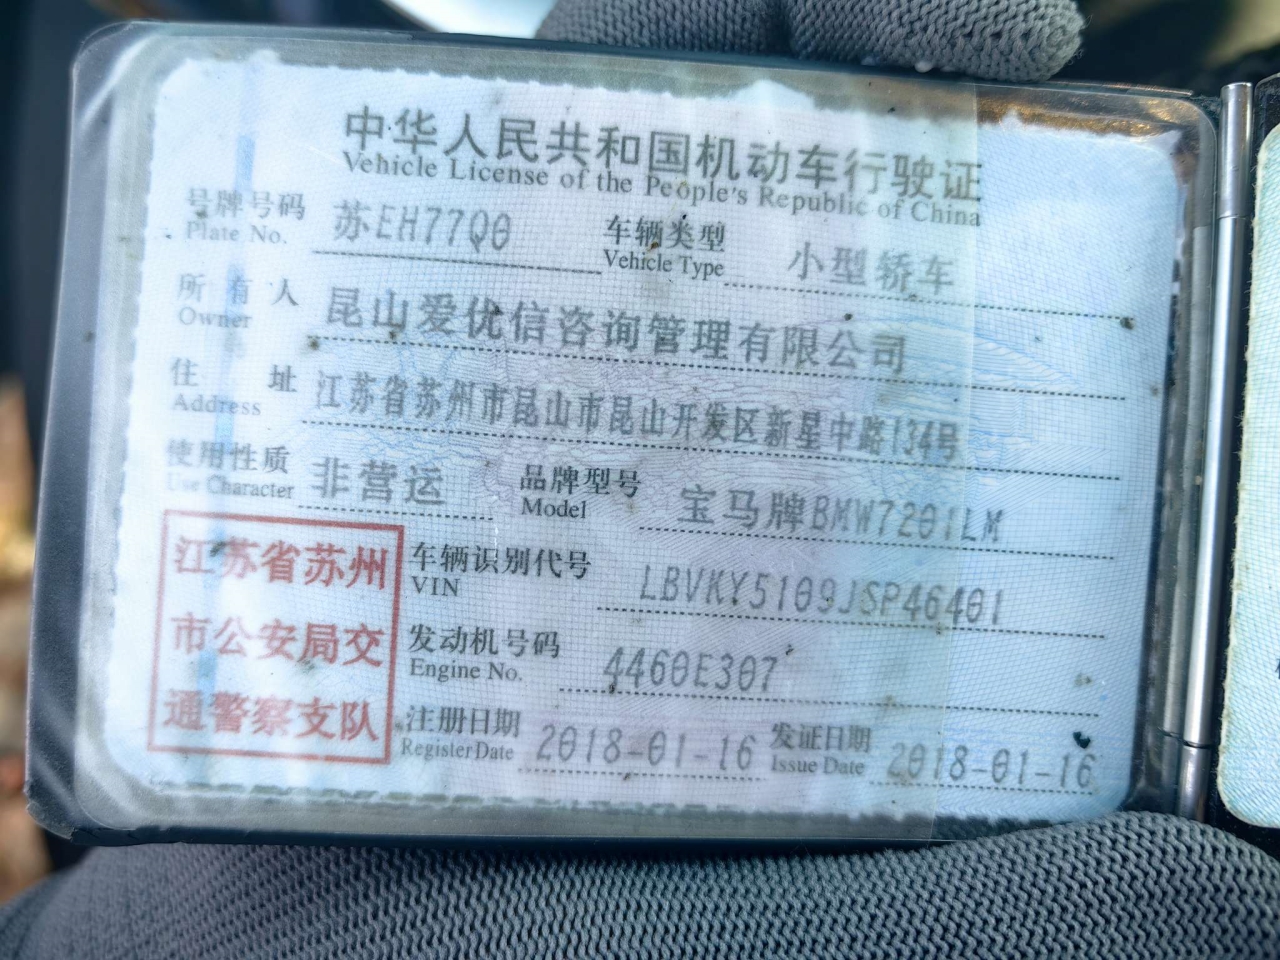 中华人民共和国机动车行驶证
Vehicle License of the People's Republic of China
号牌号码 苏EH77Q0 车辆类型 小型轿车
Plate No. Vehicle Type
所有人 昆山爱优信咨询管理有限公司
Owner
住址 江苏省苏州市昆山市昆山开发区新星中路134号
Address
使用性质 非营运 品牌型号 宝马牌BMW7201LM
Use Character Model
江苏省苏州
市公安局交
通警察支队
车辆识别代号 LBVKY5109JSP46401
VIN
发动机号码 4460E307
Engine No.
注册日期 2018-01-16 发证日期 2018-01-16
Register Date Issue Date